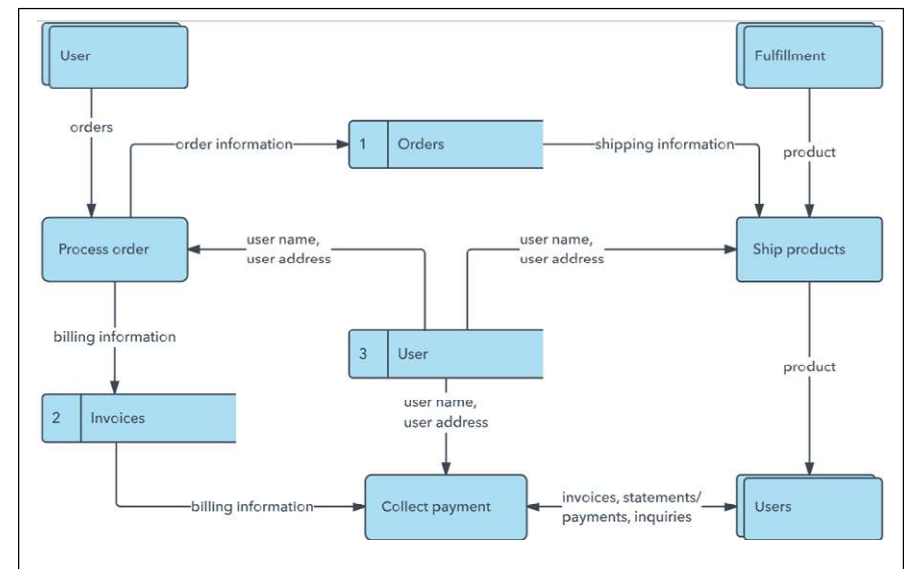 User
Fulfillment
orders
order information
1 Orders
shipping information
product
Process order
user name,
user address
user name,
user address
Ship products
billing information
3 User
product
user name,
user address
2 Invoices
billing information
Collect payment
invoices, statements/
payments, inquiries
Users